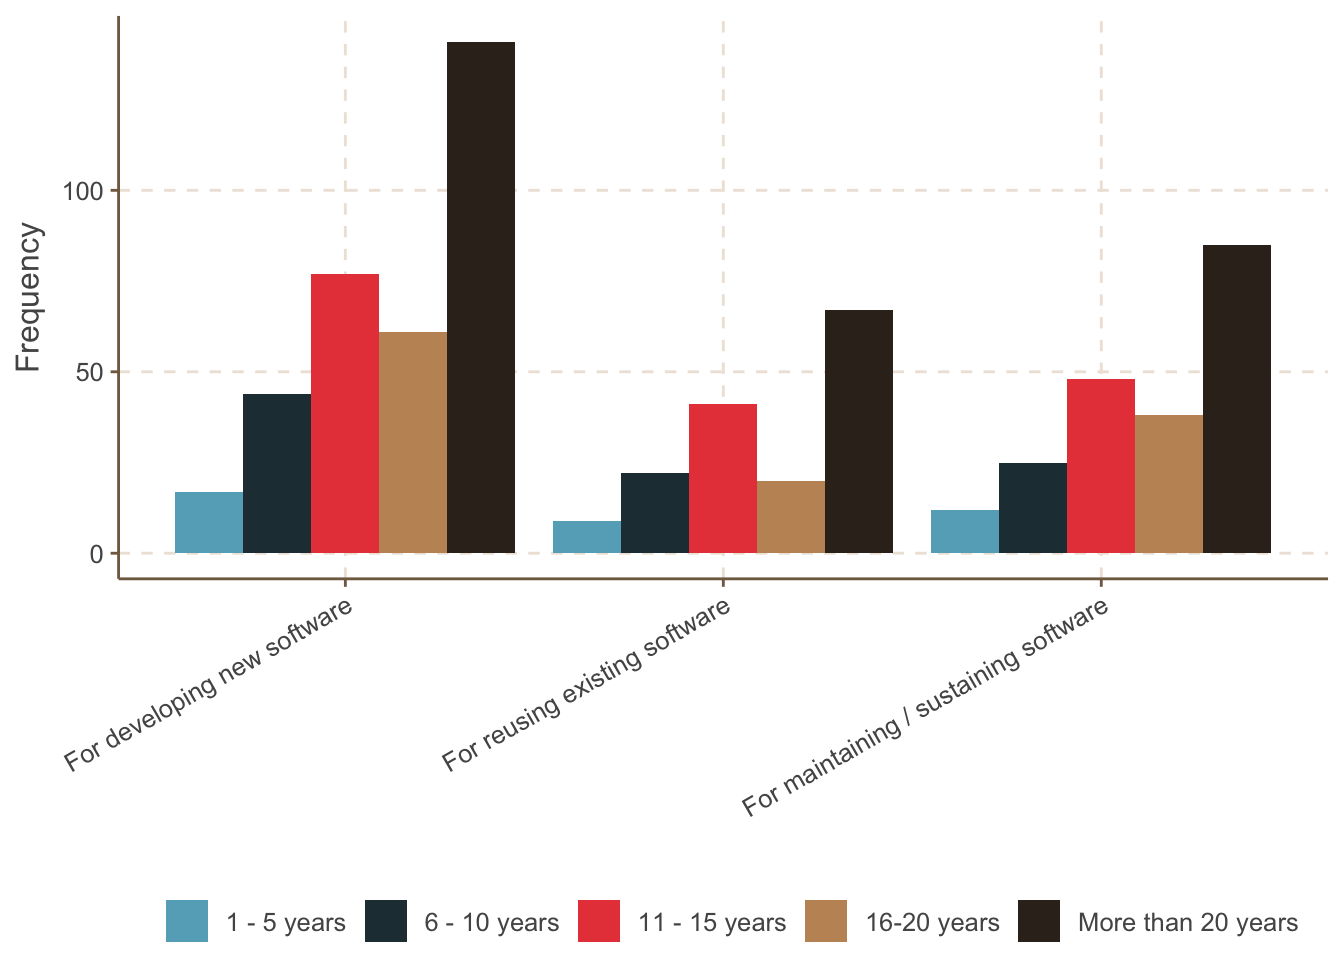 Frequency
100
50
0
For developing new software
For reusing existing software
For maintaining / sustaining software
1 - 5 years
6 - 10 years
11 - 15 years
16-20 years
More than 20 years